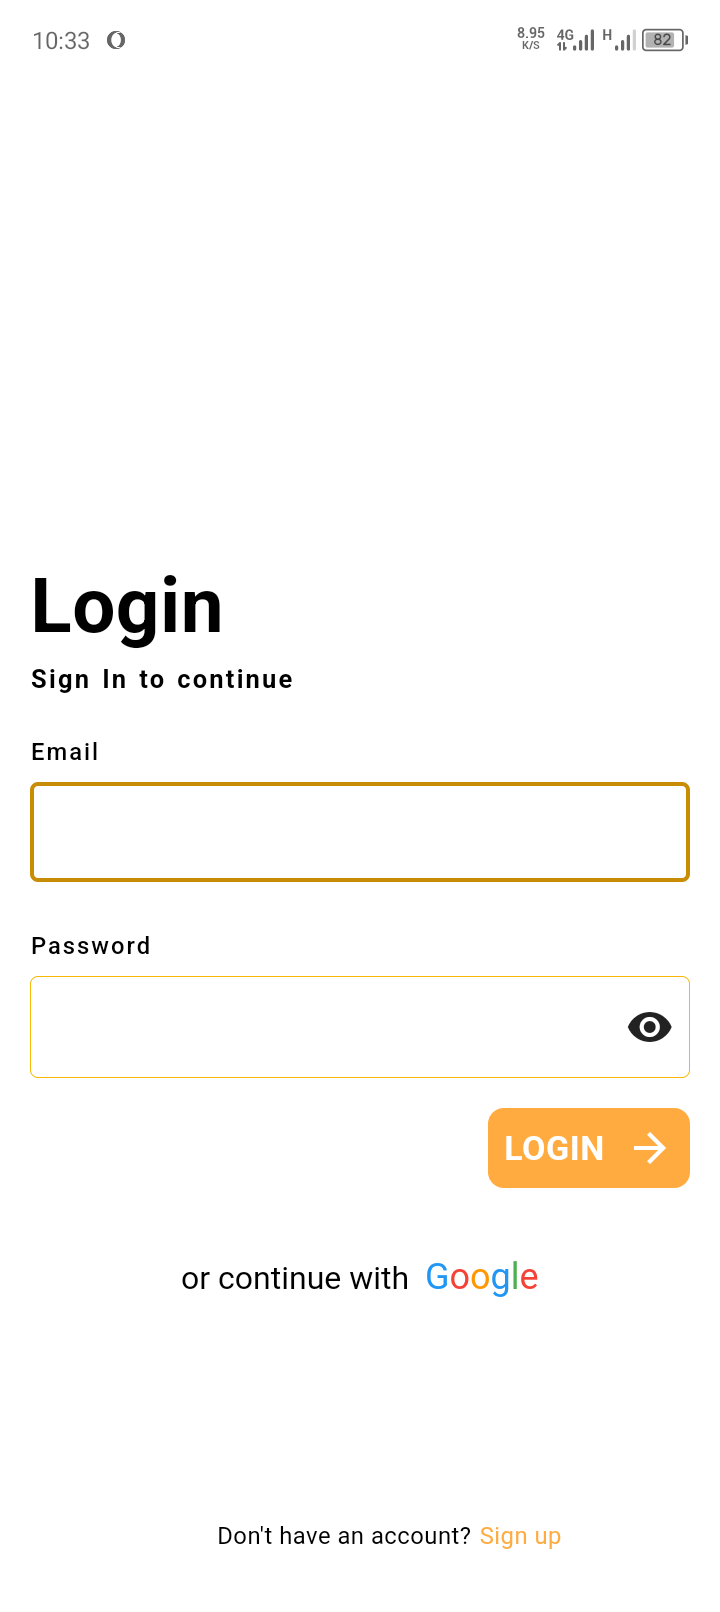 10:33 8.95 K/S 4G H 82
Login
Sign In to continue
Email
Password
LOGIN
or continue with Google
Don't have an account? Sign up